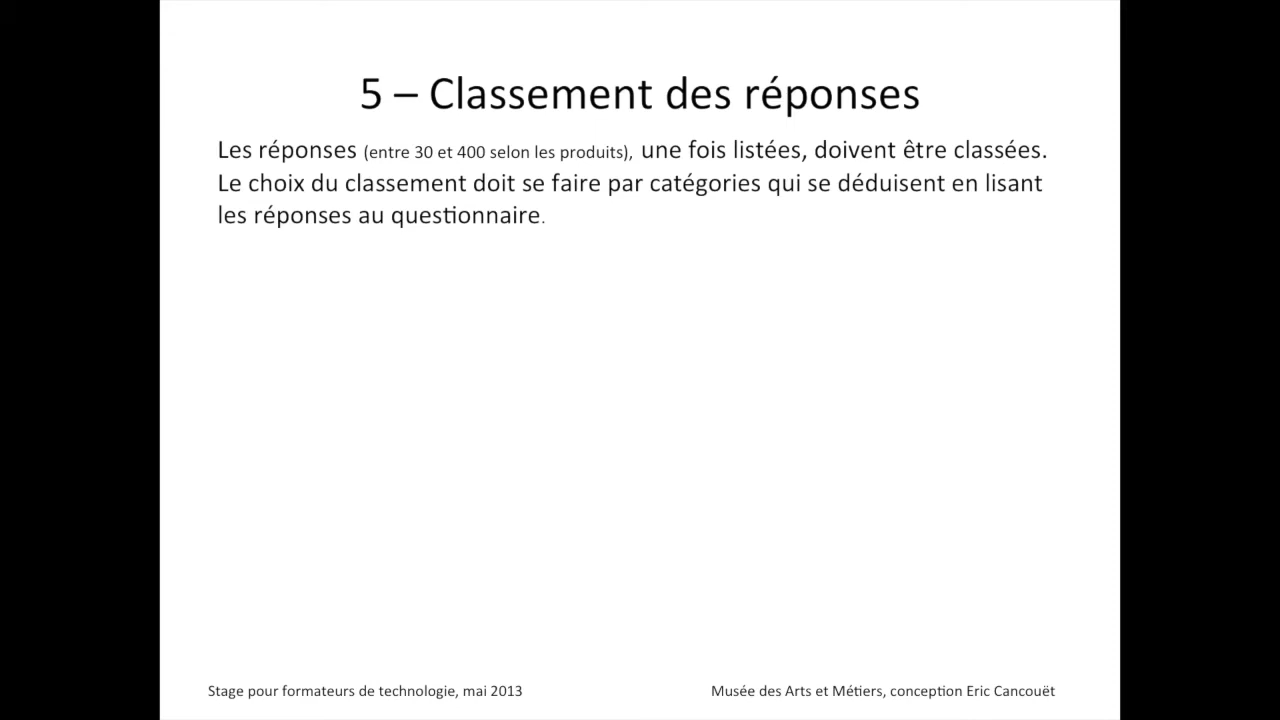 5 – Classement des réponses
Les réponses (entre 30 et 400 selon les produits), une fois listées, doivent être classées.
Le choix du classement doit se faire par catégories qui se déduisent en lisant
les réponses au questionnaire.
Stage pour formateurs de technologie, mai 2013
Musée des Arts et Métiers, conception Eric Cancouët